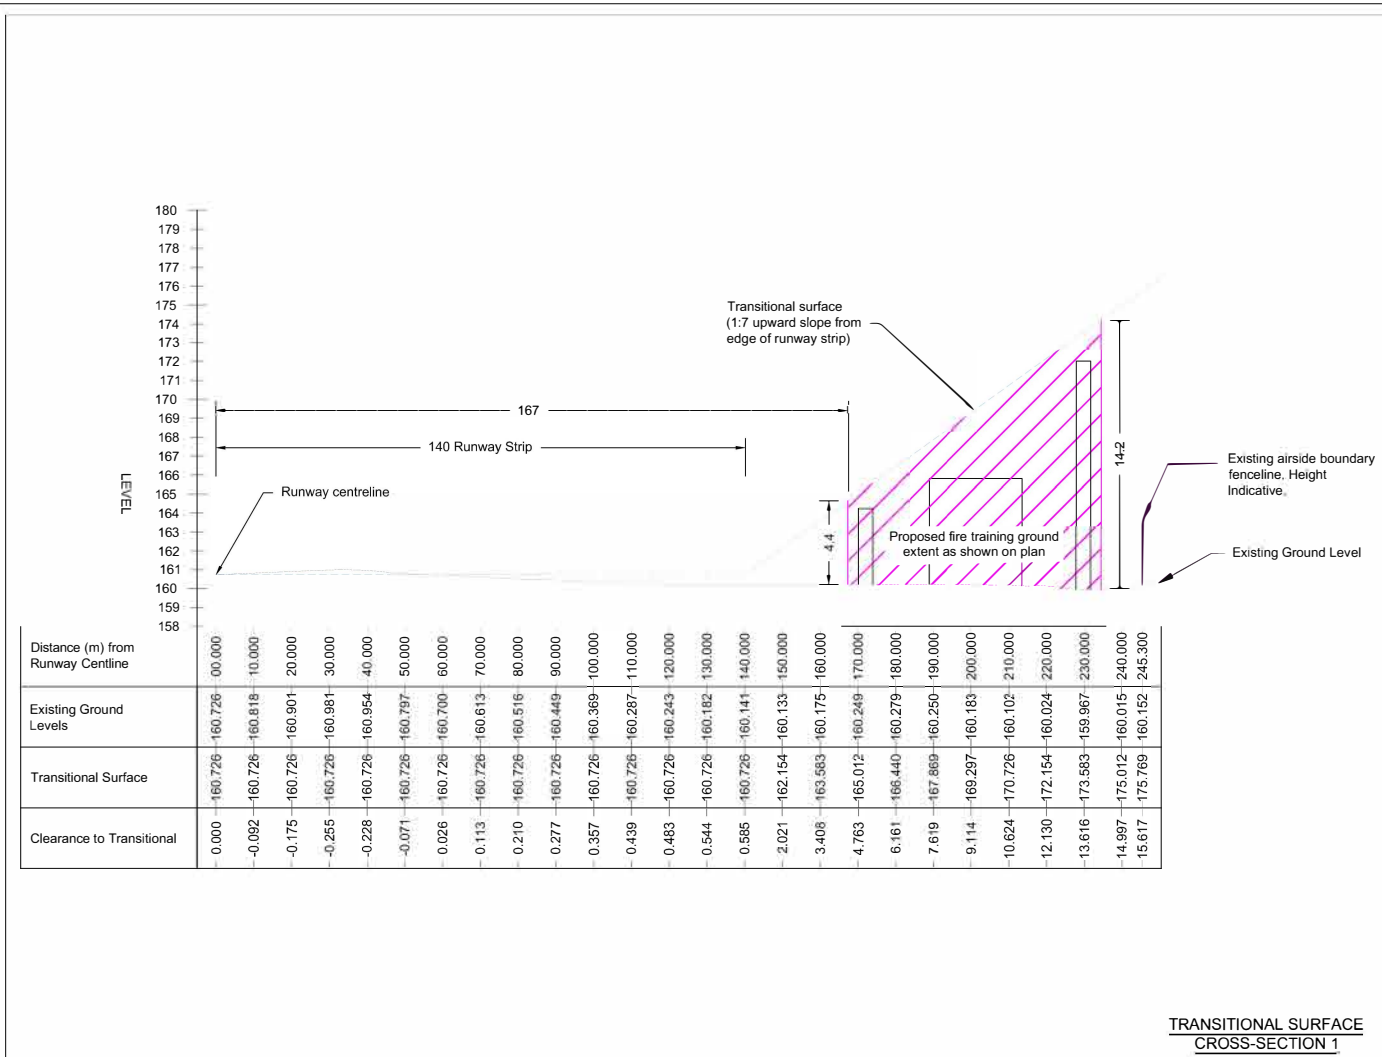 180
179
178
177
176
175
174
173
172
171
170
169
168
167
166
165
164
163
162
161
160
159
158
LEVEL
Transitional surface
(1:7 upward slope from
edge of runway strip)
167
140 Runway Strip
Runway centreline
4.4
14.2
Proposed fire training ground
extent as shown on plan
Existing airside boundary
fenceline. Height
Indicative.
Existing Ground Level
Distance (m) from
Runway Centline
00.000 10.000 20.000 30.000 40.000 50.000 60.000 70.000 80.000 90.000 100.000 110.000 120.000 130.000 140.000 150.000 160.000 170.000 180.000 190.000 200.000 210.000 220.000 230.000 240.000 245.300
Existing Ground
Levels
160.726 160.818 160.901 160.981 160.954 160.797 160.700 160.613 160.516 160.449 160.369 160.287 160.243 160.182 160.141 160.133 160.175 160.249 160.279 160.250 160.183 160.102 160.024 159.967 160.015 160.152
Transitional Surface
160.726 160.726 160.726 160.726 160.726 160.726 160.726 160.726 160.726 160.726 160.726 160.726 160.726 160.726 160.726 162.154 163.583 165.012 166.440 167.869 169.297 170.726 172.154 173.583 175.012 175.769
Clearance to Transitional
0.000 -0.092 -0.175 -0.255 -0.228 -0.071 0.026 0.113 0.210 0.277 0.357 0.439 0.483 0.544 0.585 2.021 3.408 4.763 6.161 7.619 9.114 10.624 12.130 13.616 14.997 15.617
TRANSITIONAL SURFACE
CROSS-SECTION 1